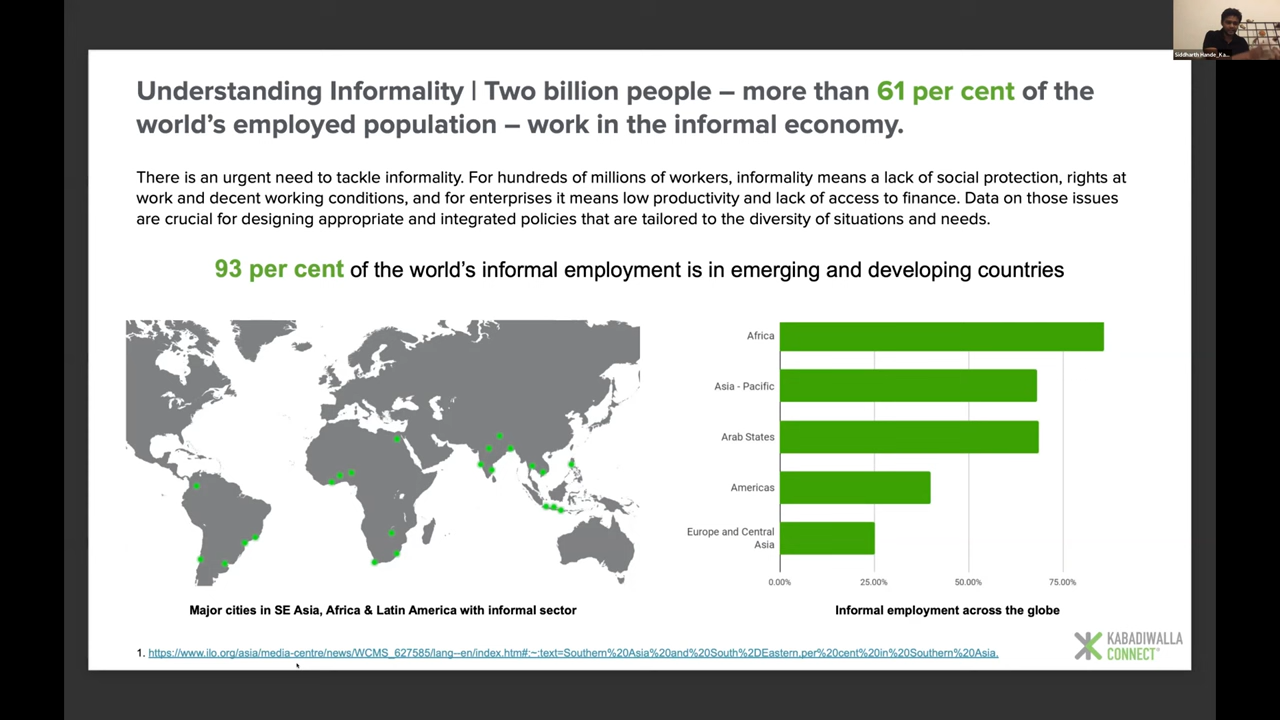 Siddharth Hande_Ka...
Understanding Informality | Two billion people – more than 61 per cent of the
world's employed population – work in the informal economy.
There is an urgent need to tackle informality. For hundreds of millions of workers, informality means a lack of social protection, rights at
work and decent working conditions, and for enterprises it means low productivity and lack of access to finance. Data on those issues
are crucial for designing appropriate and integrated policies that are tailored to the diversity of situations and needs.
93 per cent of the world's informal employment is in emerging and developing countries
Africa
Asia - Pacific
Arab States
Americas
Europe and Central
Asia
0.00% 25.00% 50.00% 75.00%
Major cities in SE Asia, Africa & Latin America with informal sector
Informal employment across the globe
1. https://www.ilo.org/asia/media-centre/news/WCMS_627585/lang--en/index.htm#:~:text=Southern%20Asia%20and%20South%2DEastern,per%20cent%20in%20Southern%20Asia.
KABADIWALLA
CONNECT®